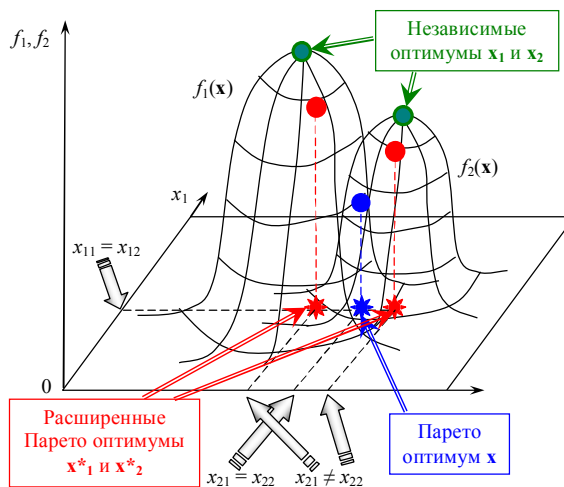 f₁, f₂
Независимые
оптимумы x₁ и x₂
f₁(x)
f₂(x)
x₁
x₁₁ = x₁₂
0
Расширенные
Парето оптимумы
x*₁ и x*₂
Парето
оптимум x
x₂₁ = x₂₂
x₂₁ ≠ x₂₂